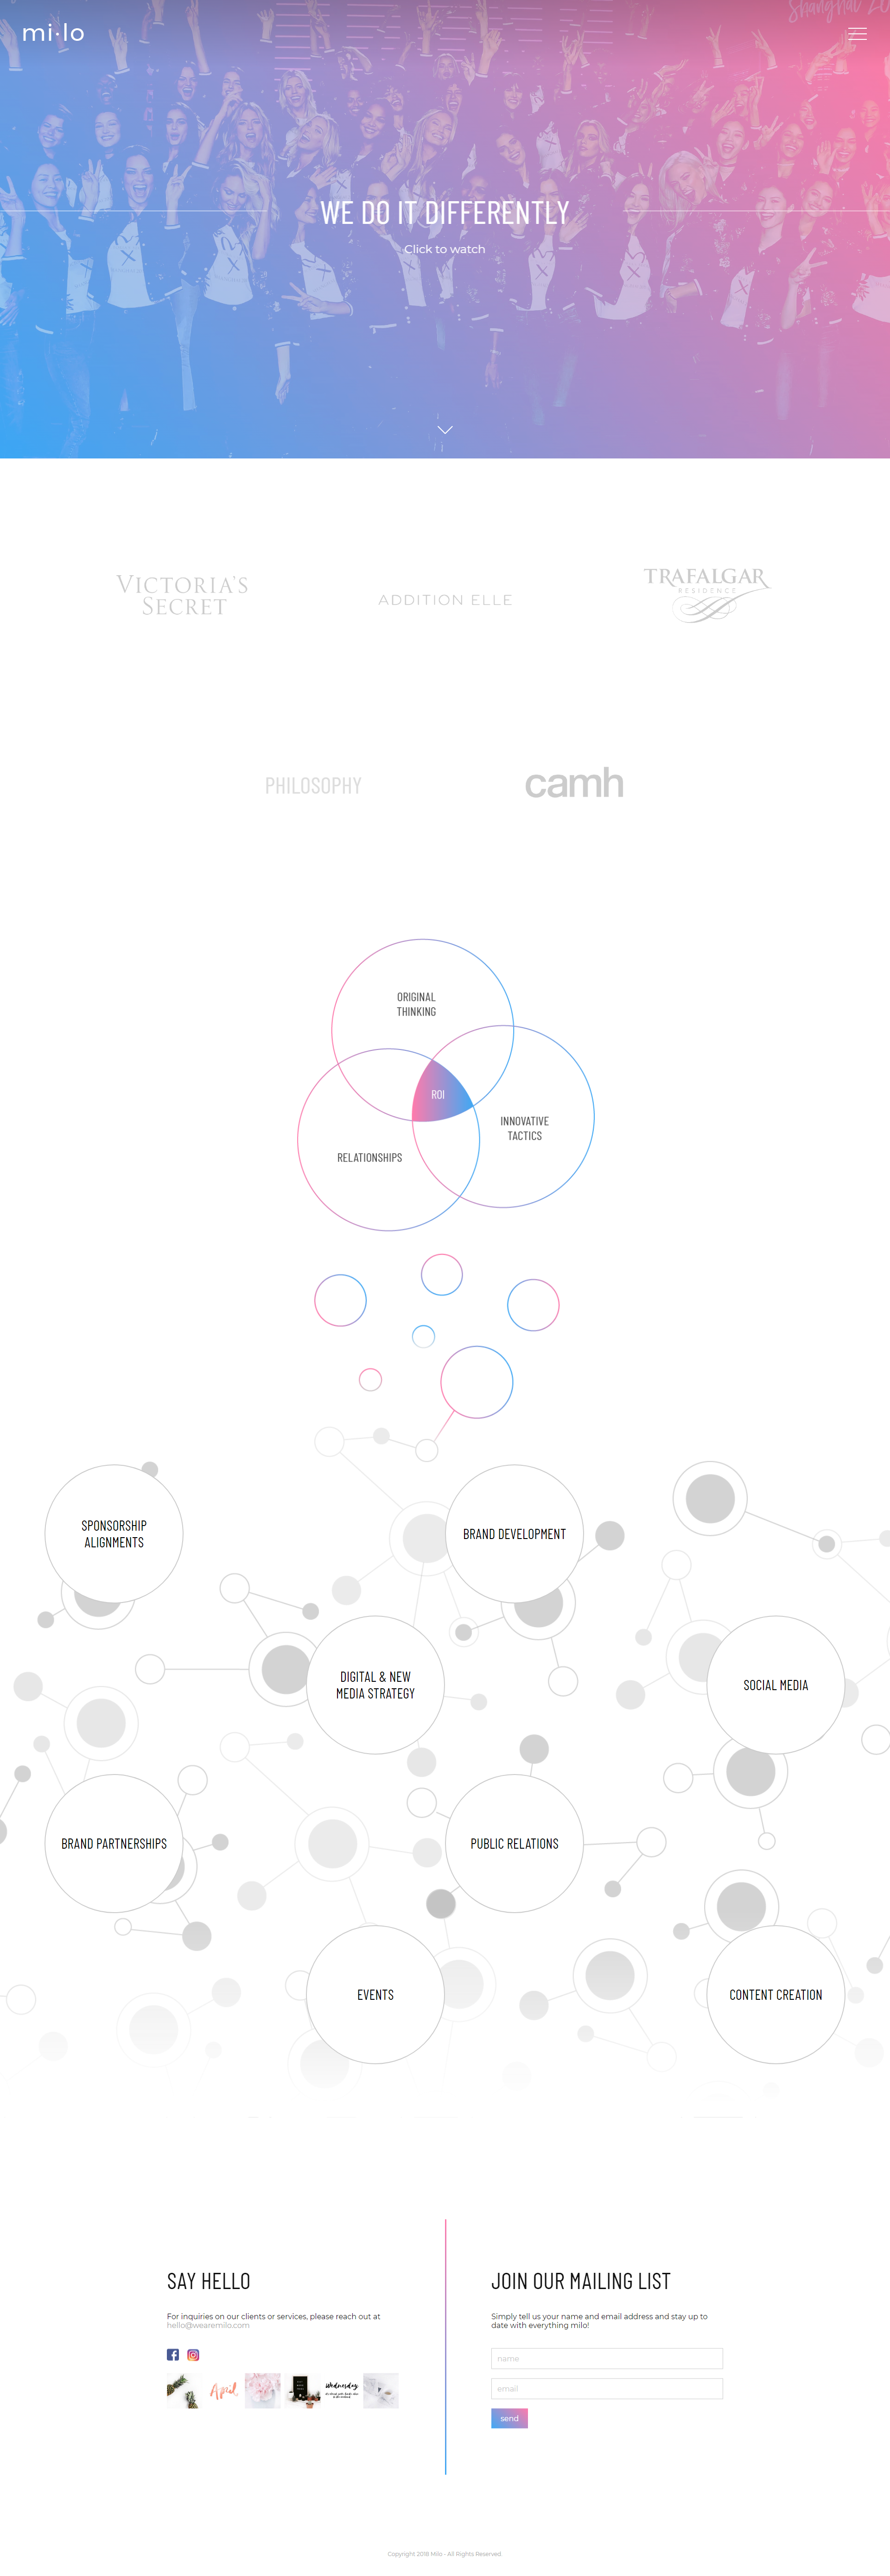 Shanghai 20
mi·lo
WE DO IT DIFFERENTLY
Click to watch
VICTORIA'S
SECRET
ADDITION ELLE
TRAFALGAR
RESIDENCE
PHILOSOPHY
camh
ORIGINAL
THINKING
ROI
INNOVATIVE
TACTICS
RELATIONSHIPS
SPONSORSHIP
ALIGNMENTS
BRAND DEVELOPMENT
DIGITAL & NEW
MEDIA STRATEGY
SOCIAL MEDIA
BRAND PARTNERSHIPS
PUBLIC RELATIONS
EVENTS
CONTENT CREATION
SAY HELLO
For inquiries on our clients or services, please reach out at
hello@wearemilo.com
April
Wednesday
JOIN OUR MAILING LIST
Simply tell us your name and email address and stay up to
date with everything milo!
name
email
send
Copyright 2018 Milo - All Rights Reserved.